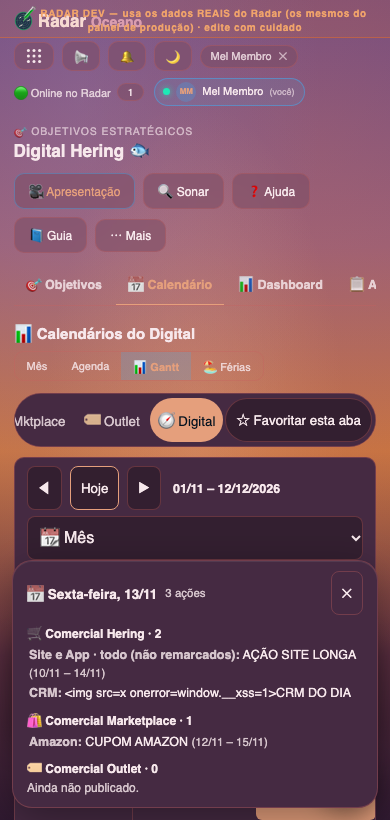 RADAR DEV — usa os dados REAIS do Radar (os mesmos do
painel de produção) · edite com cuidado
Radar Oceano
Mel Membro ✕
Online no Radar 1 MM Mel Membro (você)
🎯 OBJETIVOS ESTRATÉGICOS
Digital Hering 🐟
🎥 Apresentação 🔍 Sonar ❓ Ajuda
📘 Guia ··· Mais
🎯 Objetivos 📅 Calendário 📊 Dashboard 📋 A
📊 Calendários do Digital
Mês Agenda 📊 Gantt 🏖️ Férias
Mktplace 🏷️ Outlet 🧭 Digital ☆ Favoritar esta aba
◀ Hoje ▶ 01/11 – 12/12/2026
📆 Mês
📅 Sexta-feira, 13/11 3 ações ✕
🛒 Comercial Hering · 2
Site e App · todo (não remarcados): AÇÃO SITE LONGA
(10/11 – 14/11)
CRM: <img src=x onerror=window.__xss=1>CRM DO DIA
🛍️ Comercial Marketplace · 1
Amazon: CUPOM AMAZON (12/11 – 15/11)
🏷️ Comercial Outlet · 0
Ainda não publicado.